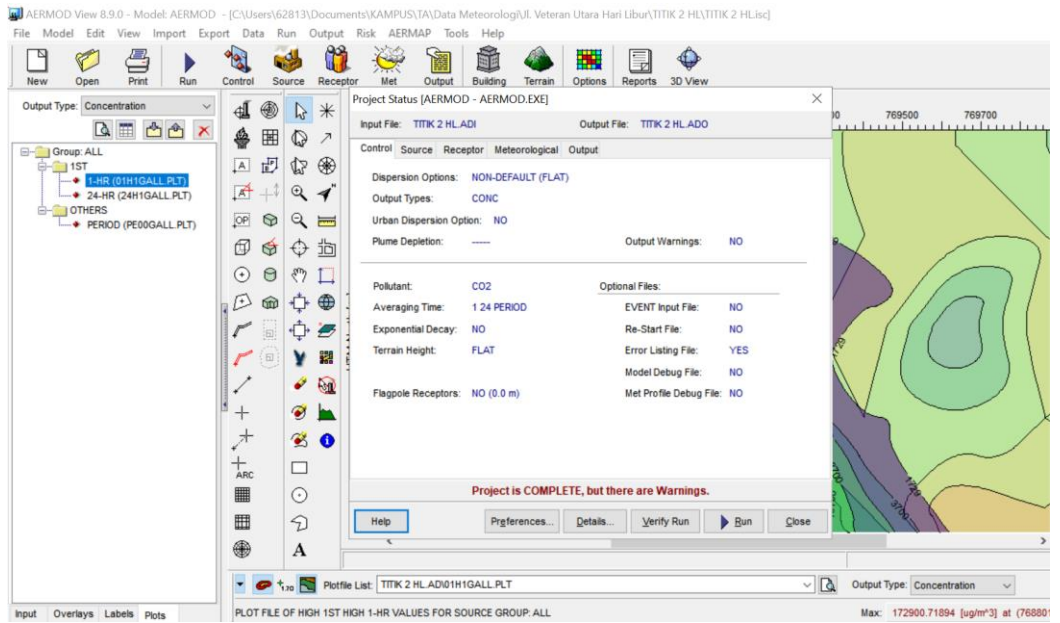 AERMOD View 8.9.0 - Model: AERMOD - [C:\Users\62813\Documents\KAMPUS\TA\Data Meteorologi\Jl. Veteran Utara Hari Libur\TITIK 2 HL\TITIK 2 HL.isc]
File Model Edit View Import Export Data Run Output Risk AERMAP Tools Help
New Open Print Run Control Source Receptor Met Output Building Terrain Options Reports 3D View
Output Type: Concentration
Group: ALL
1ST
1-HR (01H1GALL.PLT)
24-HR (24H1GALL.PLT)
OTHERS
PERIOD (PE00GALL.PLT)
A
OP
ARC
A
Project Status [AERMOD - AERMOD.EXE]
Input File: TITIK 2 HL.ADI Output File: TITIK 2 HL.ADO
Control Source Receptor Meteorological Output
Dispersion Options: NON-DEFAULT (FLAT)
Output Types: CONC
Urban Dispersion Option: NO
Plume Depletion: ----- Output Warnings: NO
Pollutant: CO2 Optional Files:
Averaging Time: 1 24 PERIOD EVENT Input File: NO
Exponential Decay: NO Re-Start File: NO
Terrain Height: FLAT Error Listing File: YES
Model Debug File: NO
Flagpole Receptors: NO (0.0 m) Met Profile Debug File: NO
Project is COMPLETE, but there are Warnings.
Help Preferences... Details... Verify Run Run Close
769500 769700
1729
1729
3700
3700
Plotfile List: TITIK 2 HL.AD\01H1GALL.PLT Output Type: Concentration
Input Overlays Labels Plots PLOT FILE OF HIGH 1ST HIGH 1-HR VALUES FOR SOURCE GROUP: ALL Max: 172900.71894 [ug/m^3] at (768801